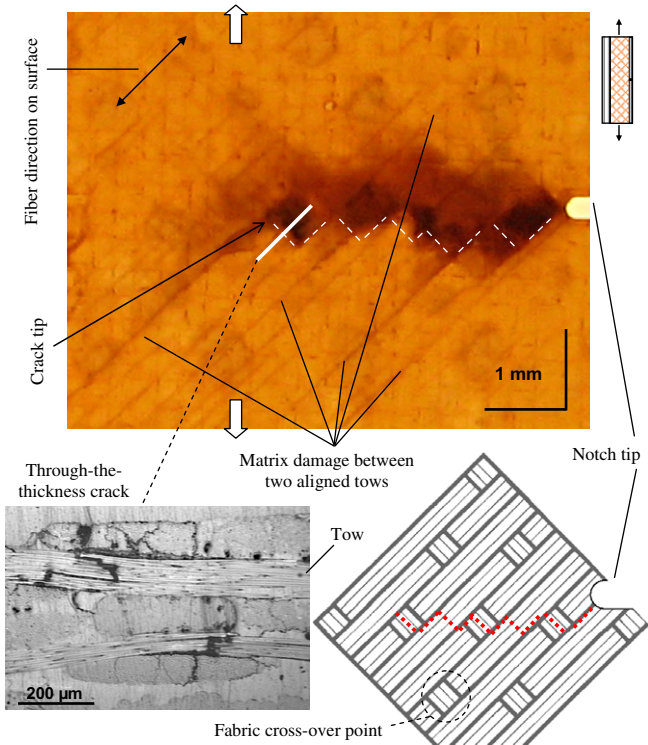 Fiber direction on surface
Crack tip
1 mm
Matrix damage between
two aligned tows
Notch tip
Through-the-
thickness crack
Tow
200 µm
Fabric cross-over point